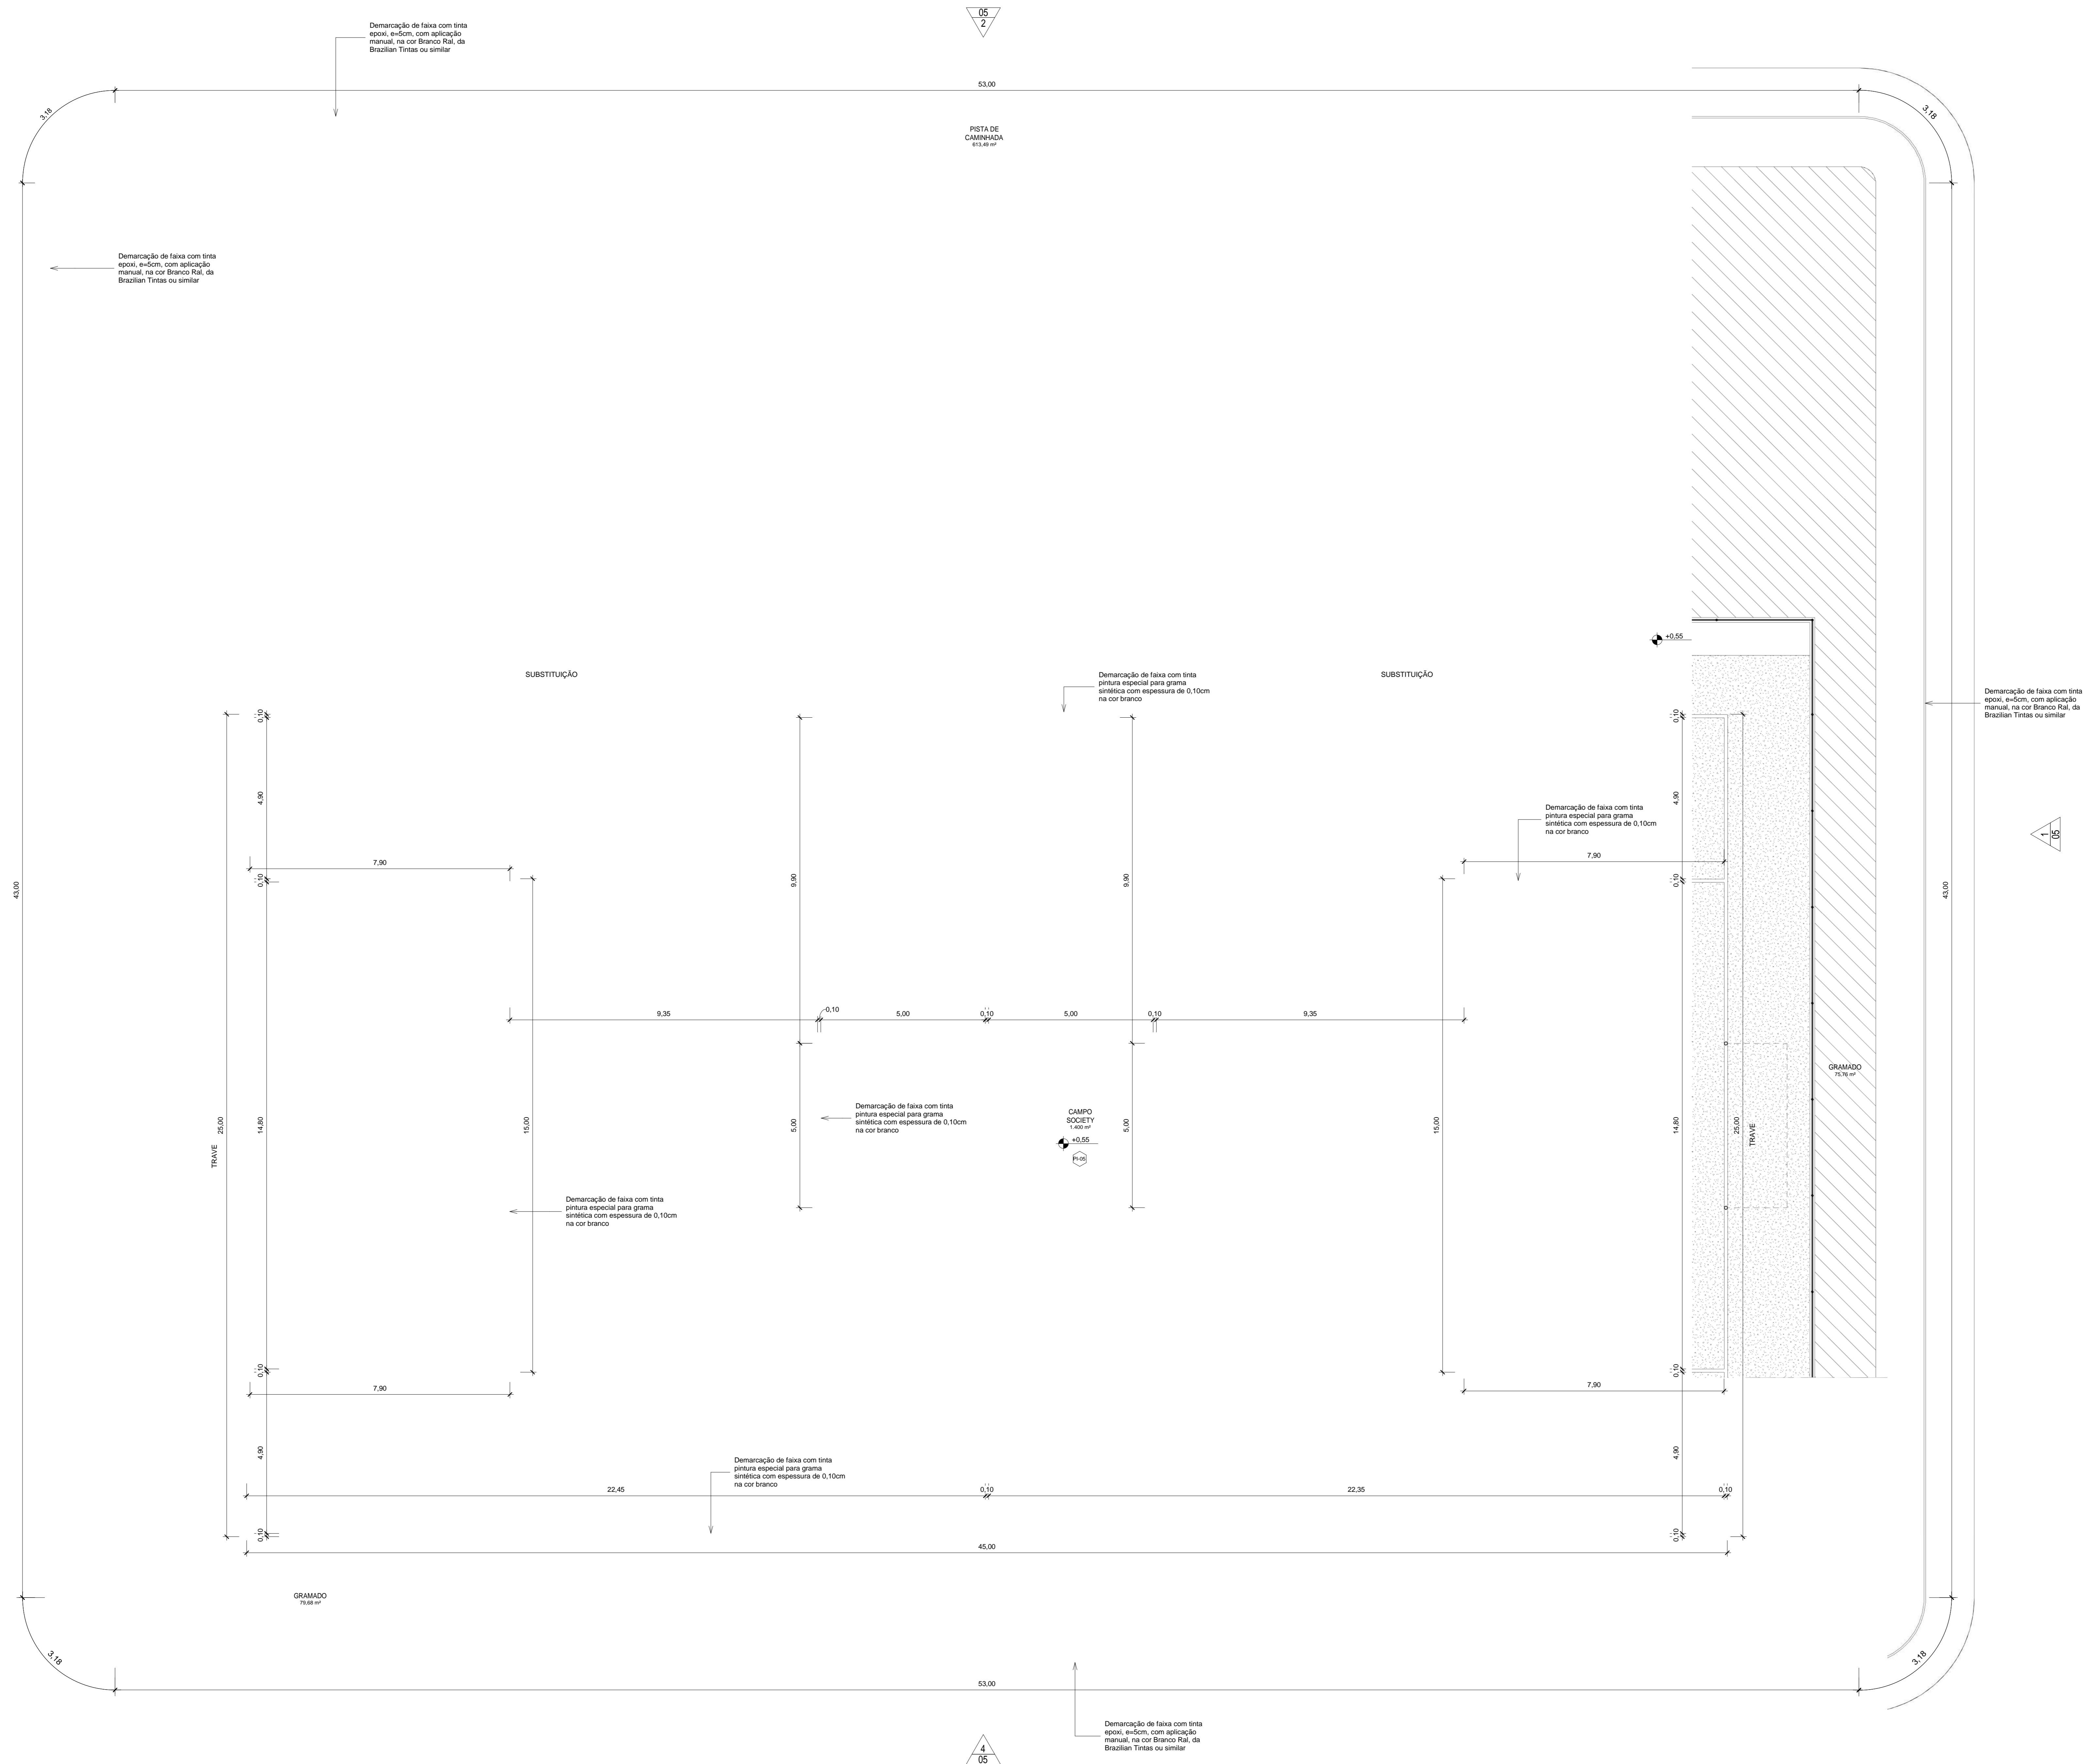 05
2
Demarcação de faixa com tinta
epoxi, e=5cm, com aplicação
manual, na cor Branco Ral, da
Brazilian Tintas ou similar
53,00
3,18
3,18
PISTA DE
CAMINHADA
613,49 m²
Demarcação de faixa com tinta
epoxi, e=5cm, com aplicação
manual, na cor Branco Ral, da
Brazilian Tintas ou similar
+0,55
SUBSTITUIÇÃO
SUBSTITUIÇÃO
Demarcação de faixa com tinta
pintura especial para grama
sintética com espessura de 0,10cm
na cor branco
Demarcação de faixa com tinta
epoxi, e=5cm, com aplicação
manual, na cor Branco Ral, da
Brazilian Tintas ou similar
0,10
0,10
4,90
4,90
Demarcação de faixa com tinta
pintura especial para grama
sintética com espessura de 0,10cm
na cor branco
1
05
7,90
7,90
0,10
9,90
9,90
0,10
43,00
43,00
9,35
0,10
5,00
0,10
5,00
0,10
9,35
GRAMADO
75,76 m²
Demarcação de faixa com tinta
pintura especial para grama
sintética com espessura de 0,10cm
na cor branco
CAMPO
SOCIETY
1.400 m²
+0,55
PI-05
TRAVE
25,00
14,80
15,00
5,00
5,00
15,00
14,80
25,00
TRAVE
Demarcação de faixa com tinta
pintura especial para grama
sintética com espessura de 0,10cm
na cor branco
0,10
0,10
7,90
7,90
4,90
4,90
Demarcação de faixa com tinta
pintura especial para grama
sintética com espessura de 0,10cm
na cor branco
22,45
0,10
22,35
0,10
0,10
0,10
45,00
GRAMADO
79,68 m²
3,18
3,18
53,00
Demarcação de faixa com tinta
epoxi, e=5cm, com aplicação
manual, na cor Branco Ral, da
Brazilian Tintas ou similar
4
05